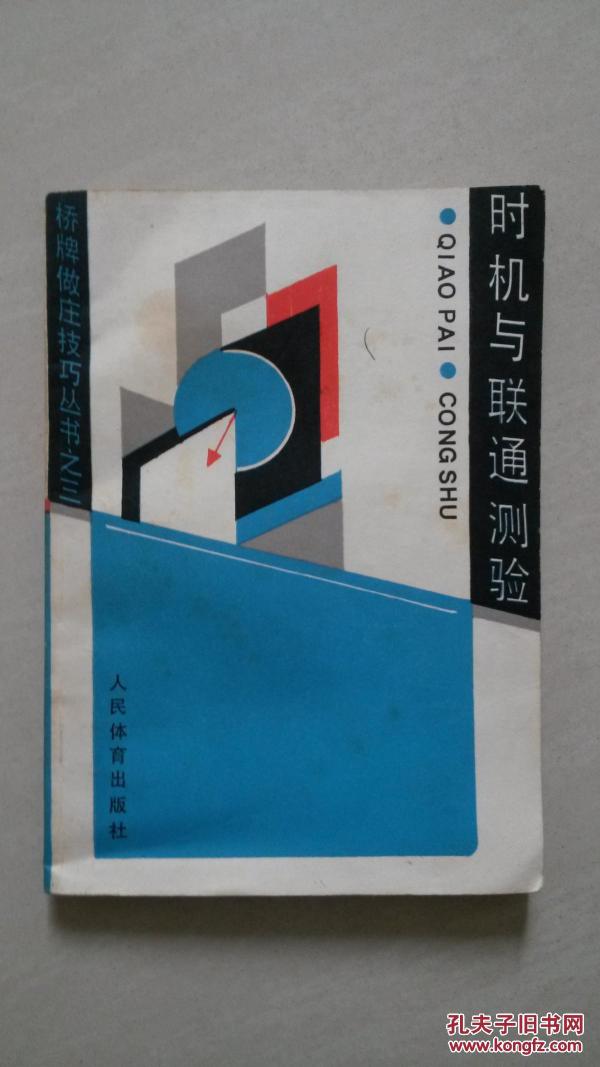 时机与联通测验
QIAO PAI CONG SHU
桥牌做庄技巧丛书之三
人民体育出版社
孔夫子旧书网
www.kongfz.com